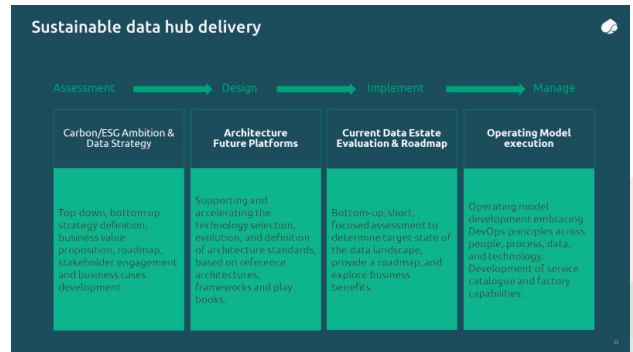 Sustainable data hub delivery
Assessment
Design
Implement
Manage
Carbon/ESG Ambition &
Data Strategy
Architecture
Future Platforms
Current Data Estate
Evaluation & Roadmap
Operating Model
execution
Top down, bottom up
strategy definition,
business value
proposition, roadmap,
stakeholder engagement
and business cases
development
Supporting and
accelerating the
technology selection,
evolution, and definition
of architecture standards,
based on reference
architectures,
frameworks and play
books.
Bottom-up, short,
focused assessment to
determine target state of
the data landscape,
provide a roadmap, and
explore business
benefits.
Operating model
development embracing
DevOps principles across
people, process, data,
and technology.
Development of service
catalogue and factory
capabilities.